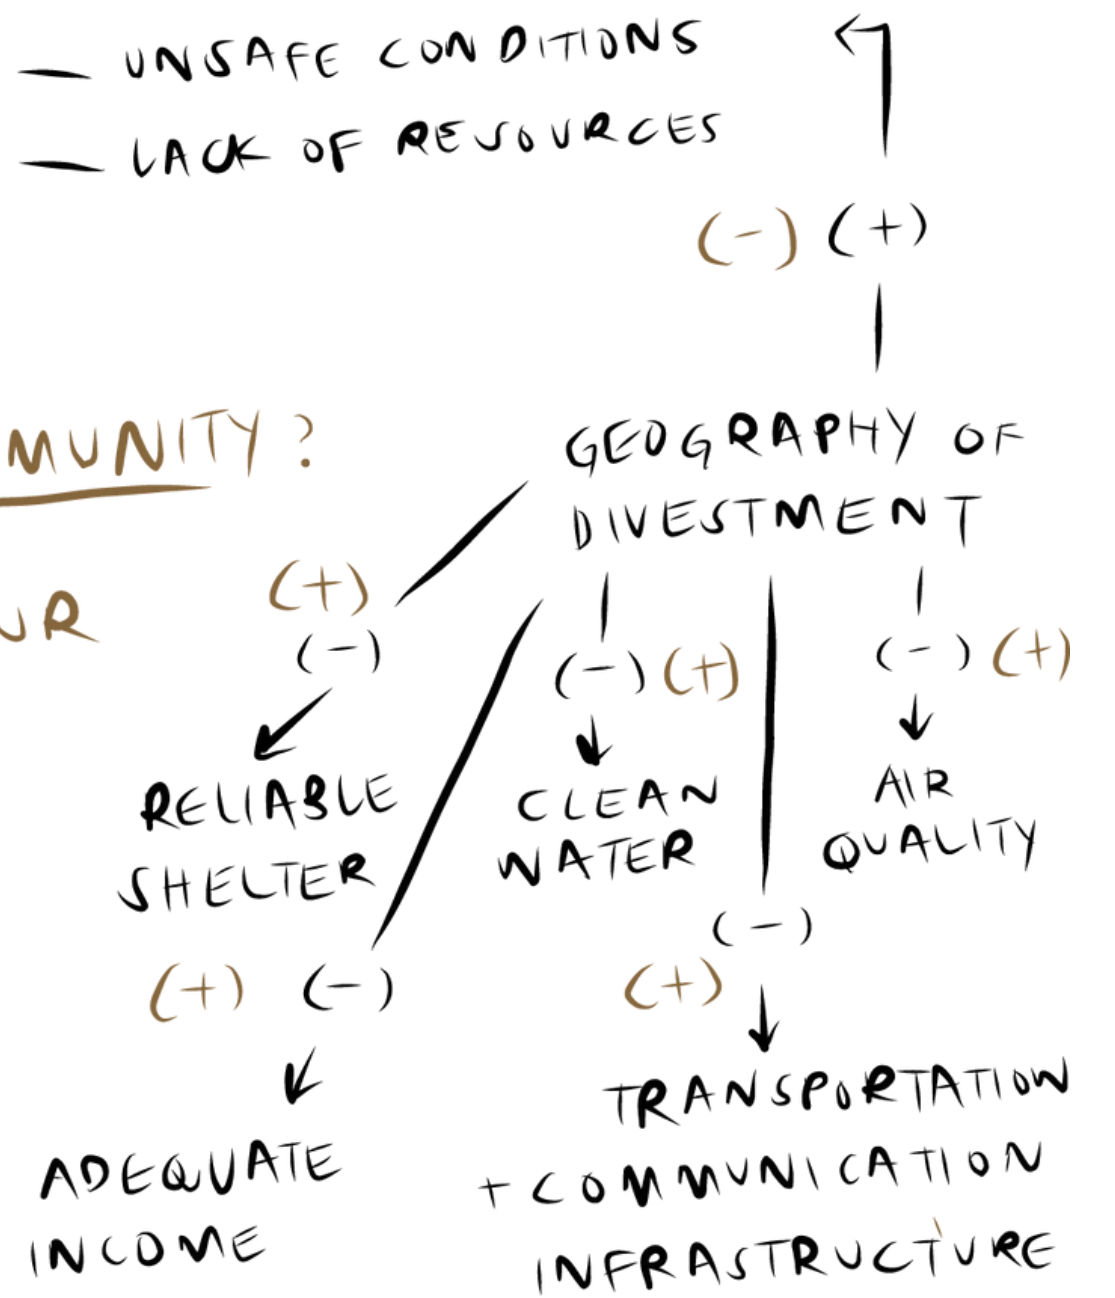 — UNSAFE CONDITIONS
— LACK OF RESOURCES
(-) (+)
MUNITY?
UR
GEOGRAPHY OF
DIVESTMENT
(+)
(-)
RELIABLE
SHELTER
(-) (+)
CLEAN
WATER
(-) (+)
AIR
QUALITY
(+) (-)
ADEQUATE
INCOME
(-)
(+)
TRANSPORTATION
+ COMMUNICATION
INFRASTRUCTURE